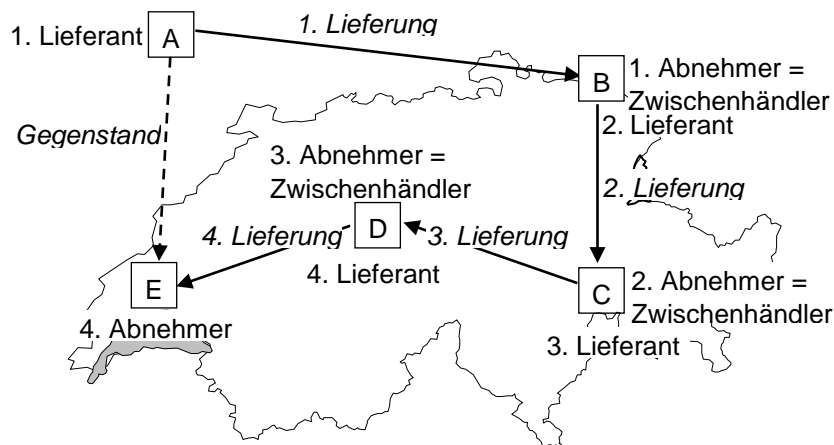 1. Lieferung
1. Lieferant A
B
1. Abnehmer =
Zwischenhändler
2. Lieferant
Gegenstand
3. Abnehmer =
Zwischenhändler
2. Lieferung
4. Lieferung
D
3. Lieferung
4. Lieferant
E
4. Abnehmer
C
2. Abnehmer =
Zwischenhändler
3. Lieferant